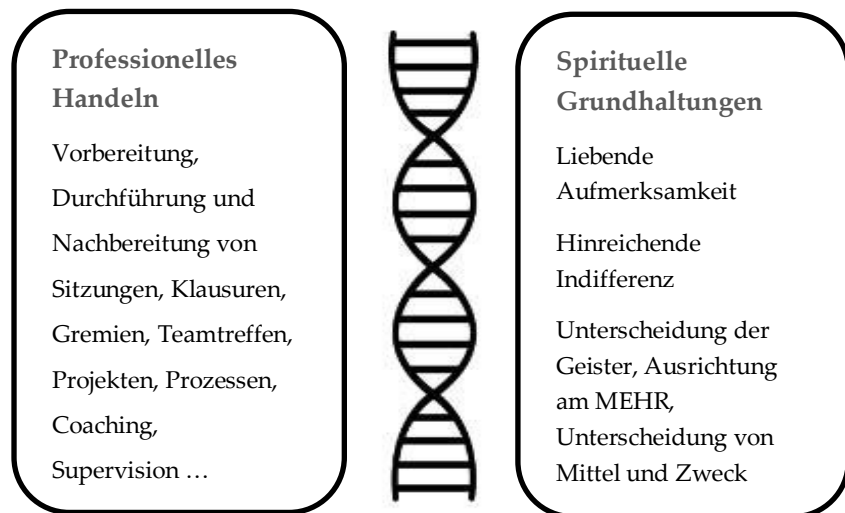 Professionelles
Handeln
Vorbereitung,
Durchführung und
Nachbereitung von
Sitzungen, Klausuren,
Gremien, Teamtreffen,
Projekten, Prozessen,
Coaching,
Supervision …
Spirituelle
Grundhaltungen
Liebende
Aufmerksamkeit
Hinreichende
Indifferenz
Unterscheidung der
Geister, Ausrichtung
am MEHR,
Unterscheidung von
Mittel und Zweck